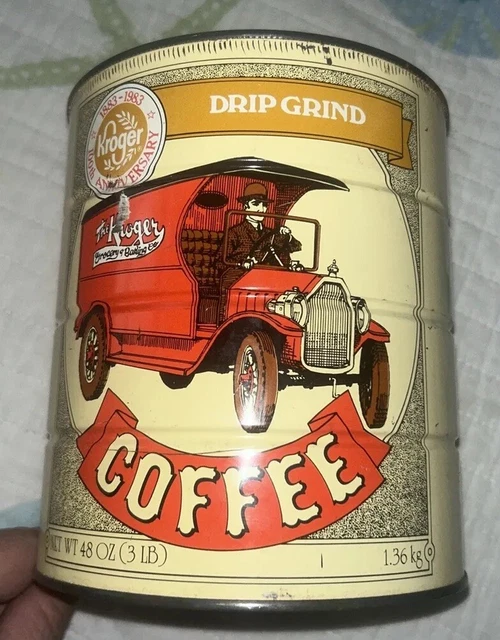 DRIP GRIND
1883-1983
Kroger
100th ANNIVERSARY
The Kroger
Grocery & Baking Co
COFFEE
NET WT 48 OZ (3 LB)
1.36 kg